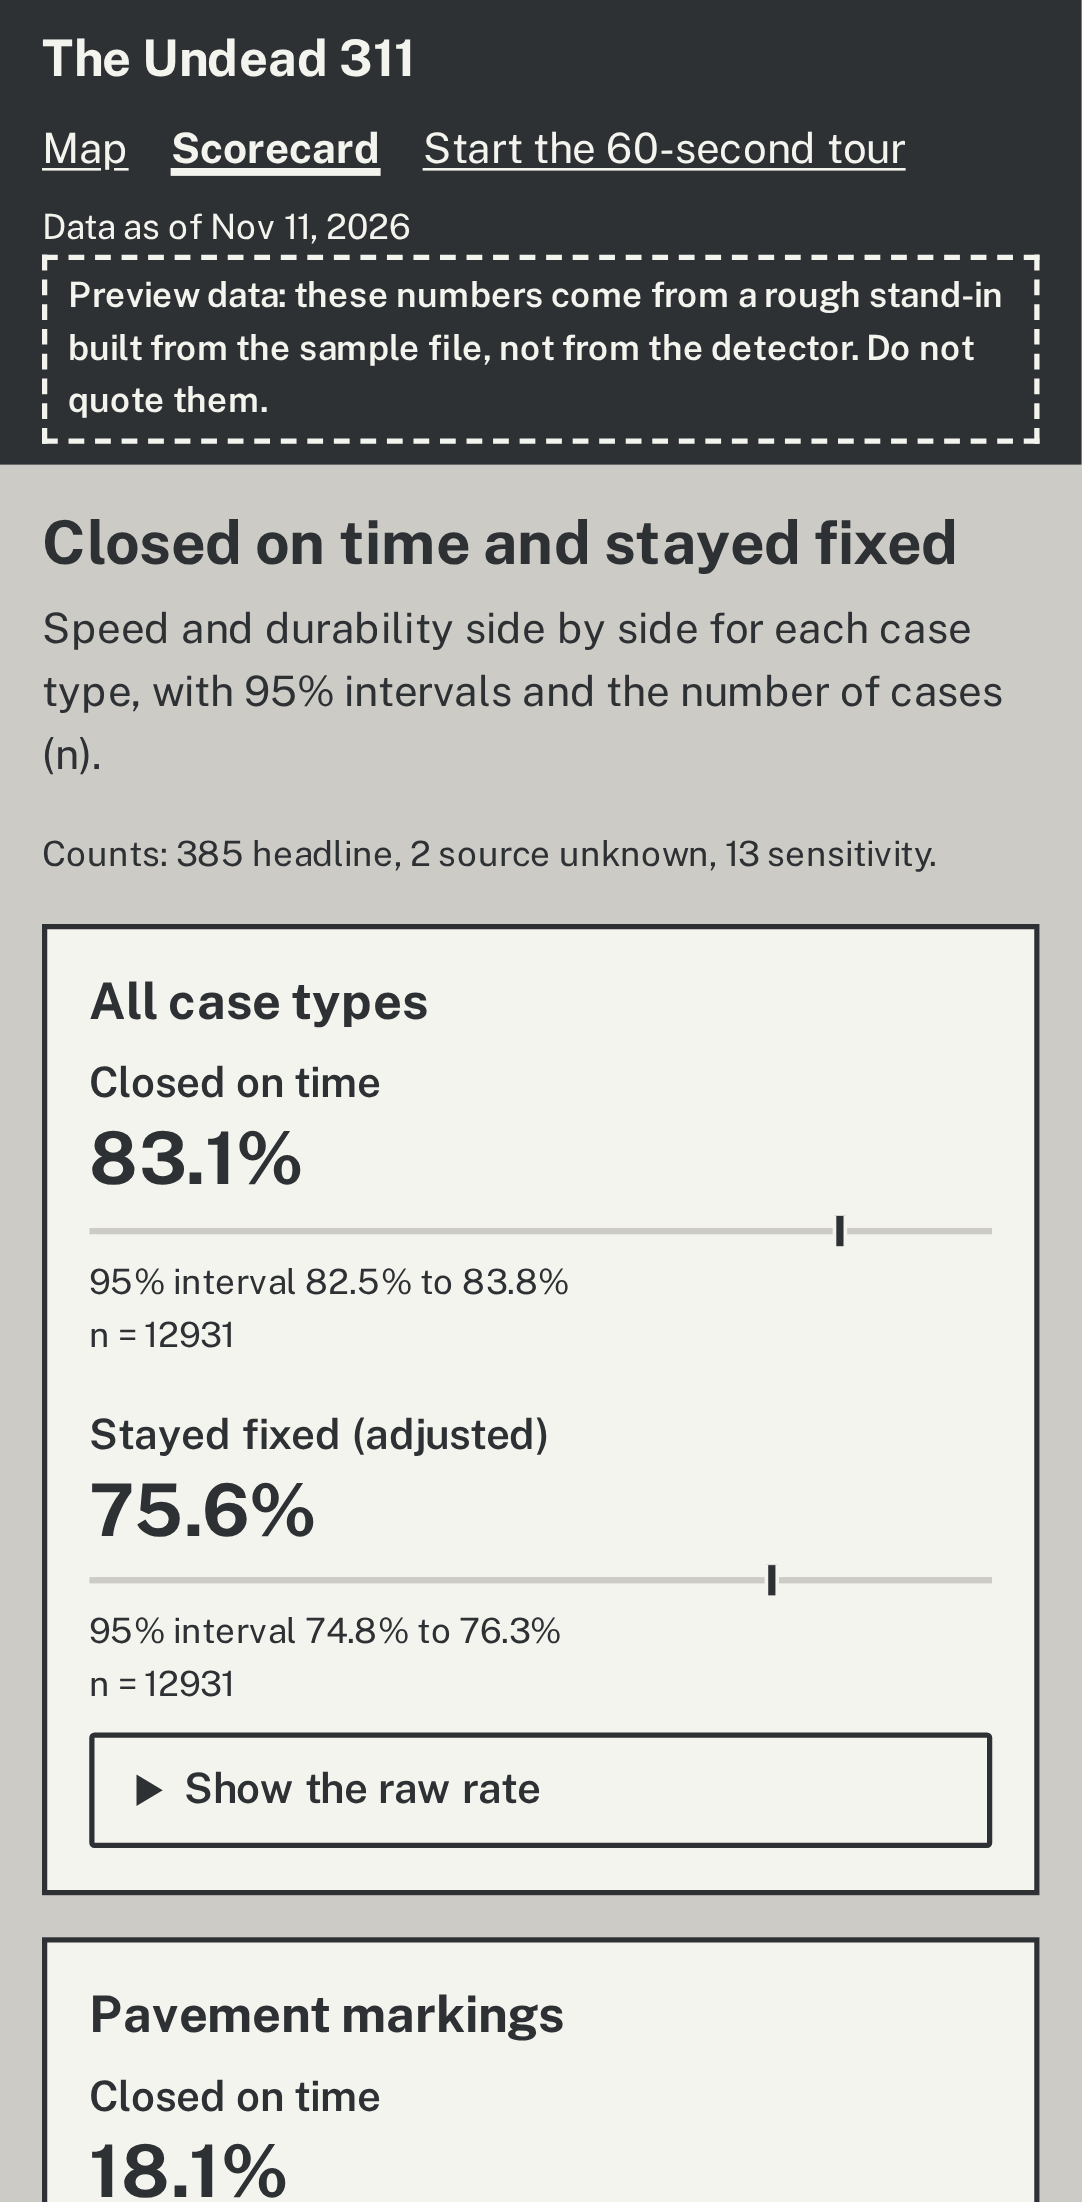 The Undead 311
Map Scorecard Start the 60-second tour
Data as of Nov 11, 2026
Preview data: these numbers come from a rough stand-in
built from the sample file, not from the detector. Do not
quote them.
Closed on time and stayed fixed
Speed and durability side by side for each case
type, with 95% intervals and the number of cases
(n).
Counts: 385 headline, 2 source unknown, 13 sensitivity.
All case types
Closed on time
83.1%
95% interval 82.5% to 83.8%
n = 12931
Stayed fixed (adjusted)
75.6%
95% interval 74.8% to 76.3%
n = 12931
Show the raw rate
Pavement markings
Closed on time
18.1%